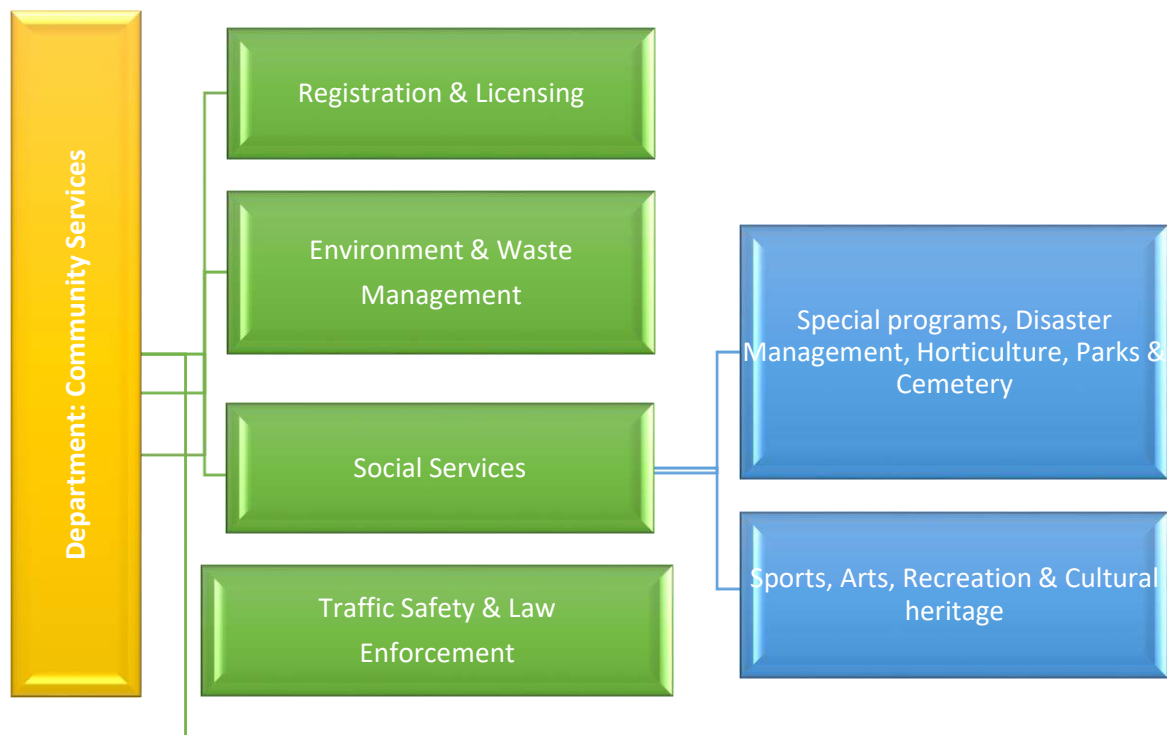 Department: Community Services
Registration & Licensing
Environment & Waste
Management
Social Services
Traffic Safety & Law
Enforcement
Special programs, Disaster
Management, Horticulture, Parks &
Cemetery
Sports, Arts, Recreation & Cultural
heritage